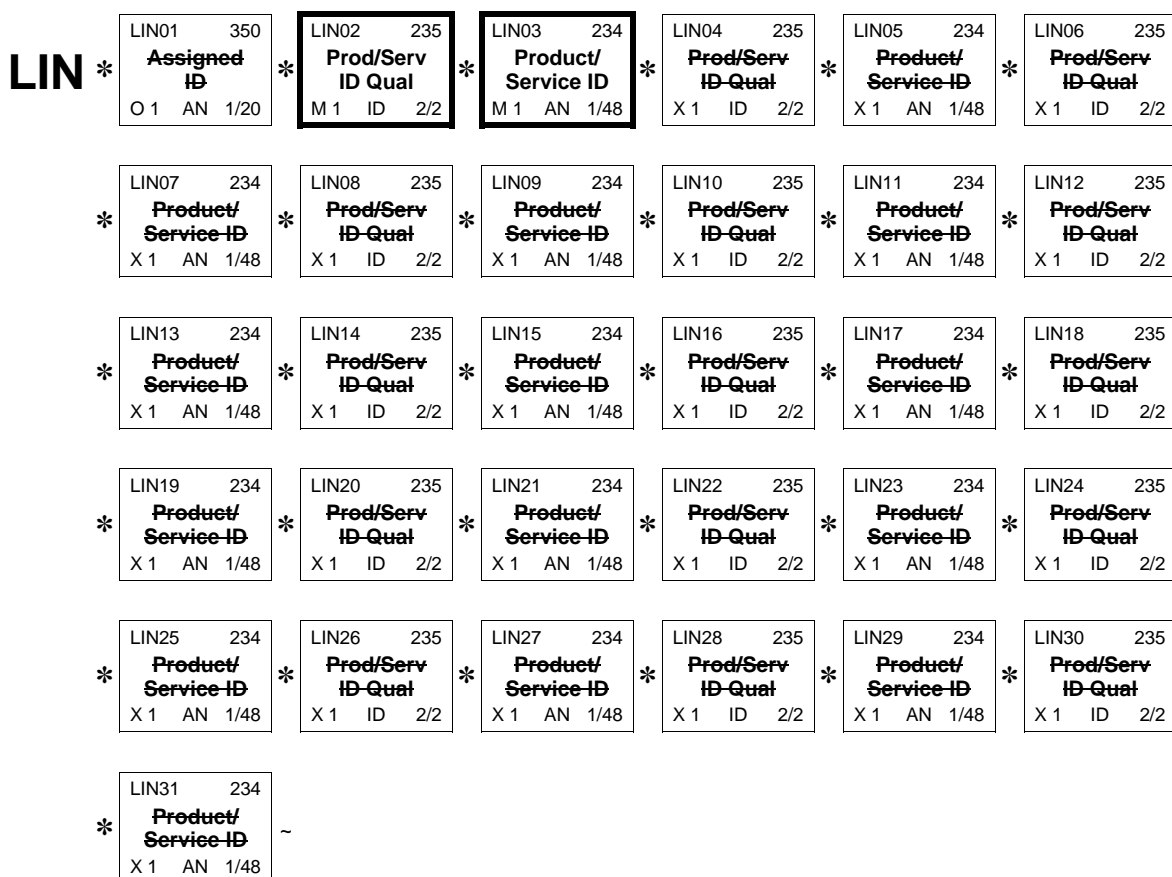 LIN01 350 LIN02 235 LIN03 234 LIN04 235 LIN05 234 LIN06 235
LIN * Assigned ID * Prod/Serv ID Qual * Product/ Service ID * Prod/Serv ID Qual * Product/ Service ID * Prod/Serv ID Qual
O 1 AN 1/20 M 1 ID 2/2 M 1 AN 1/48 X 1 ID 2/2 X 1 AN 1/48 X 1 ID 2/2
LIN07 234 LIN08 235 LIN09 234 LIN10 235 LIN11 234 LIN12 235
* Product/ Service ID * Prod/Serv ID Qual * Product/ Service ID * Prod/Serv ID Qual * Product/ Service ID * Prod/Serv ID Qual
X 1 AN 1/48 X 1 ID 2/2 X 1 AN 1/48 X 1 ID 2/2 X 1 AN 1/48 X 1 ID 2/2
LIN13 234 LIN14 235 LIN15 234 LIN16 235 LIN17 234 LIN18 235
* Product/ Service ID * Prod/Serv ID Qual * Product/ Service ID * Prod/Serv ID Qual * Product/ Service ID * Prod/Serv ID Qual
X 1 AN 1/48 X 1 ID 2/2 X 1 AN 1/48 X 1 ID 2/2 X 1 AN 1/48 X 1 ID 2/2
LIN19 234 LIN20 235 LIN21 234 LIN22 235 LIN23 234 LIN24 235
* Product/ Service ID * Prod/Serv ID Qual * Product/ Service ID * Prod/Serv ID Qual * Product/ Service ID * Prod/Serv ID Qual
X 1 AN 1/48 X 1 ID 2/2 X 1 AN 1/48 X 1 ID 2/2 X 1 AN 1/48 X 1 ID 2/2
LIN25 234 LIN26 235 LIN27 234 LIN28 235 LIN29 234 LIN30 235
* Product/ Service ID * Prod/Serv ID Qual * Product/ Service ID * Prod/Serv ID Qual * Product/ Service ID * Prod/Serv ID Qual
X 1 AN 1/48 X 1 ID 2/2 X 1 AN 1/48 X 1 ID 2/2 X 1 AN 1/48 X 1 ID 2/2
LIN31 234
* Product/ Service ID ~
X 1 AN 1/48